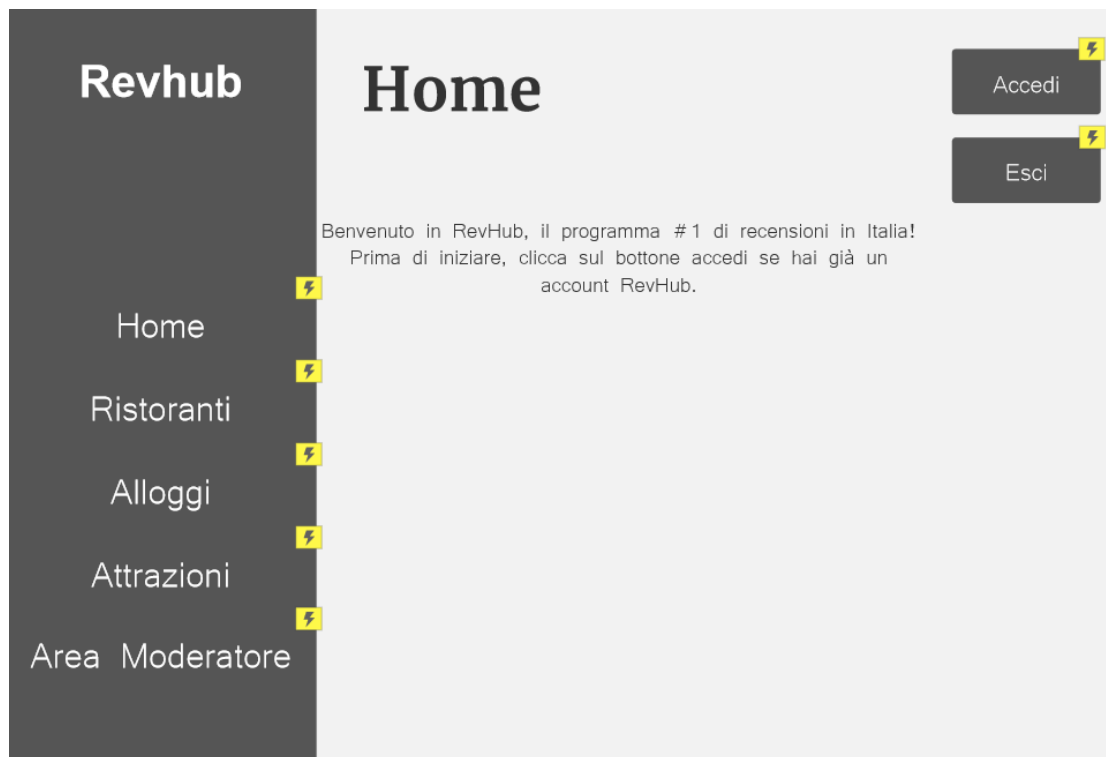 Revhub
Home
Ristoranti
Alloggi
Attrazioni
Area Moderatore
Home
Accedi
Esci
Benvenuto in RevHub, il programma #1 di recensioni in Italia!
Prima di iniziare, clicca sul bottone accedi se hai già un
account RevHub.